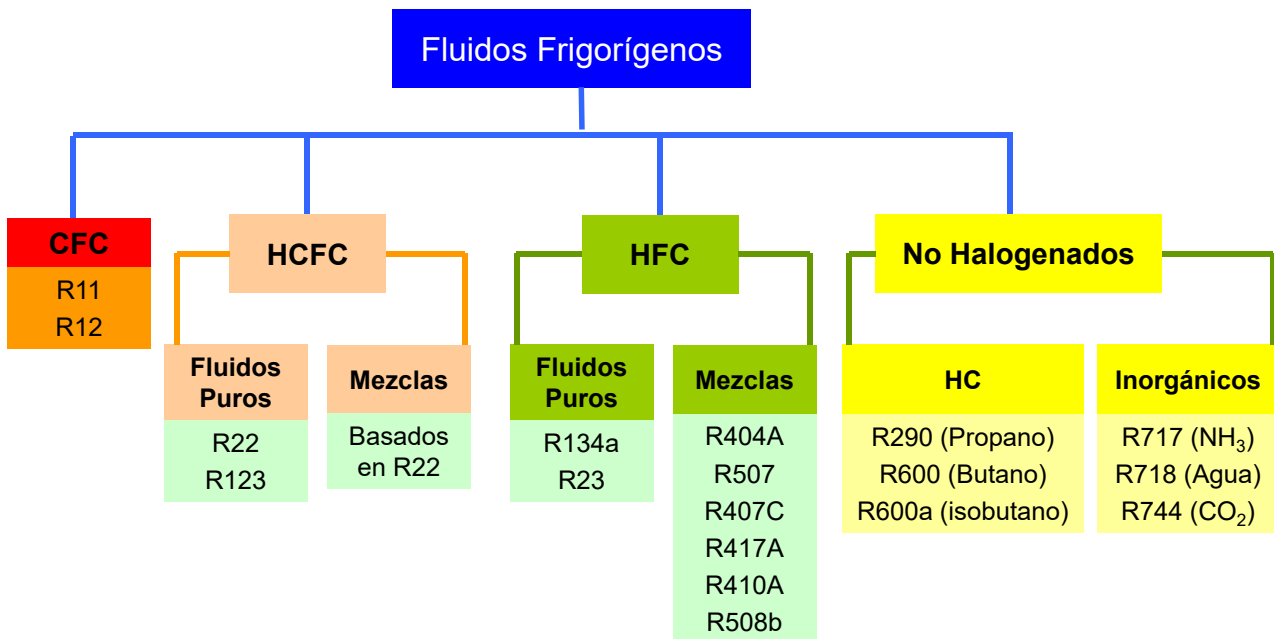 Fluidos Frigorígenos
CFC
R11
R12
HCFC
Fluidos
Puros
R22
R123
Mezclas
Basados
en R22
HFC
Fluidos
Puros
R134a
R23
Mezclas
R404A
R507
R407C
R417A
R410A
R508b
No Halogenados
HC
R290 (Propano)
R600 (Butano)
R600a (isobutano)
Inorgánicos
R717 (NH₃)
R718 (Agua)
R744 (CO₂)